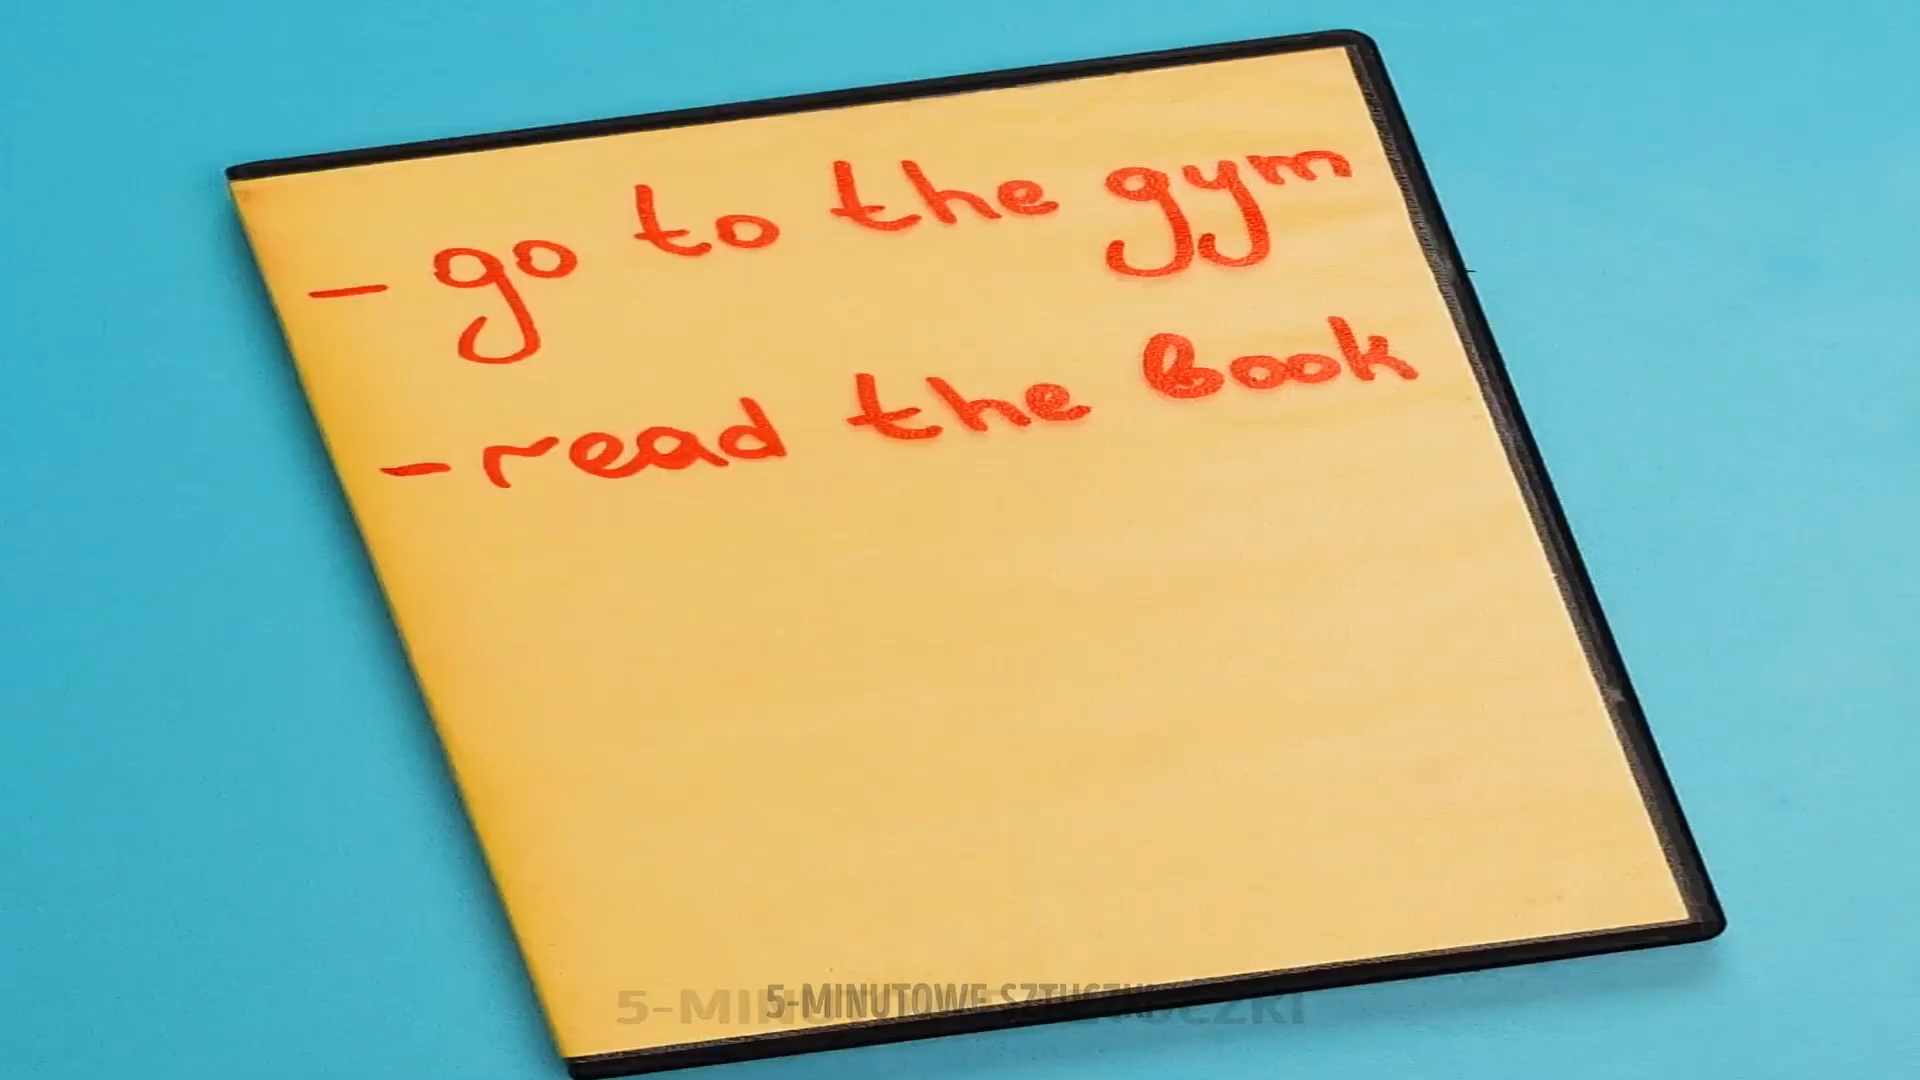 - go to the gym
- read the book
5-MINUTOWE SZTUCZKI